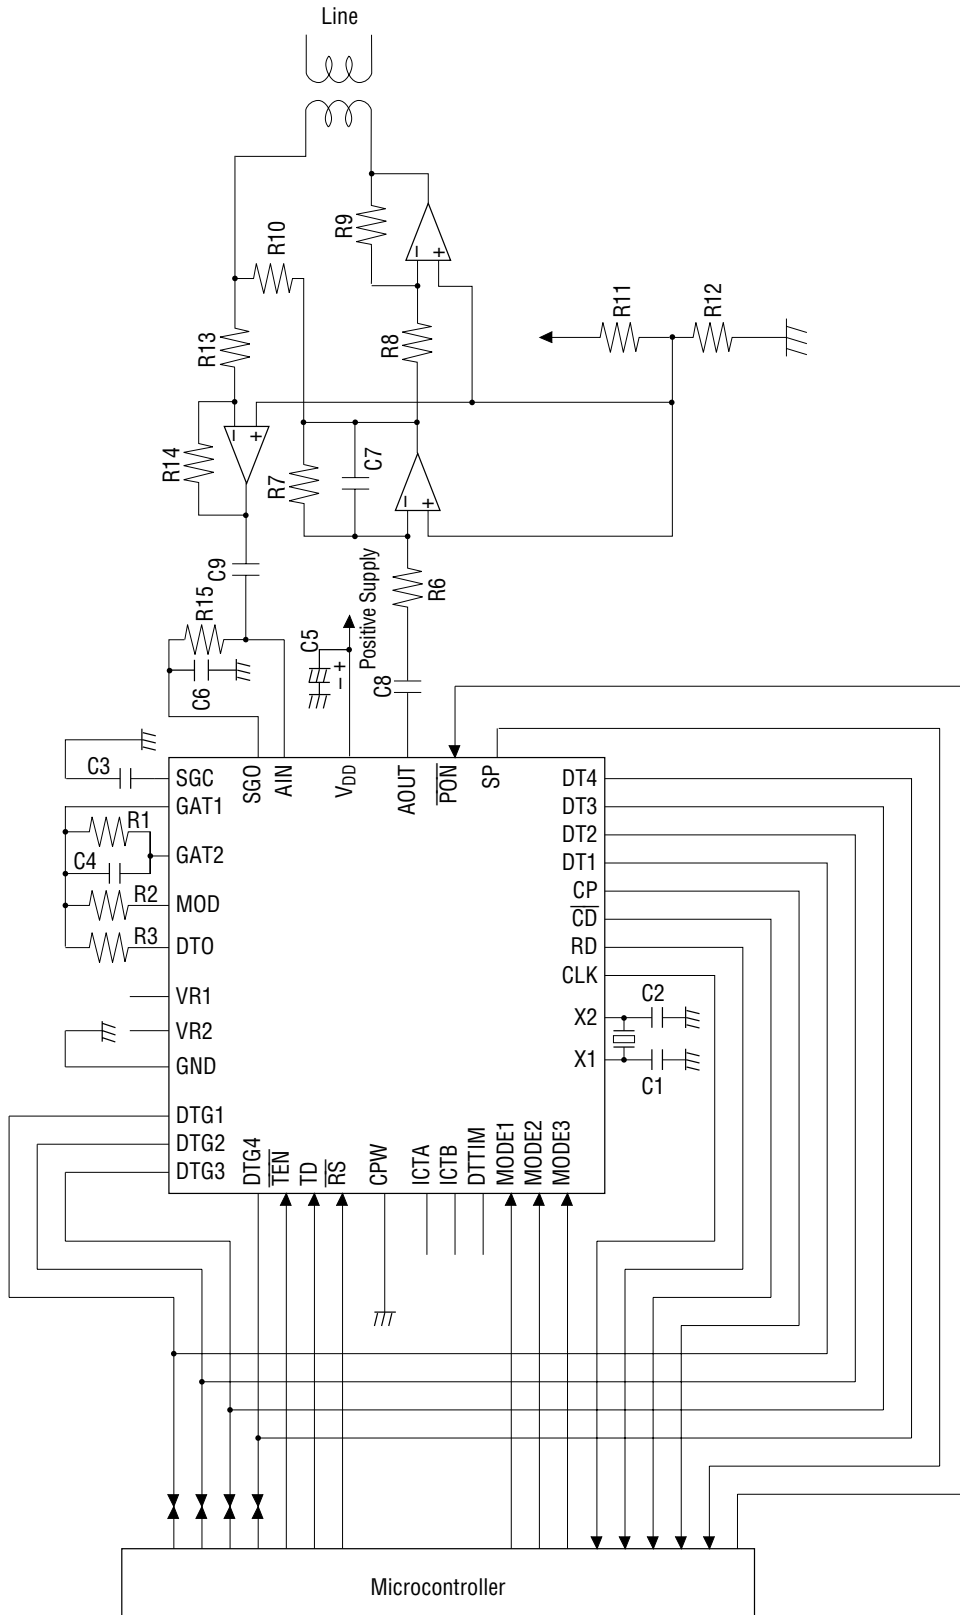 Line
R9
R10
R11
R12
R13
R8
− +
− +
R14
R7
C7
− +
C9
R15
C6
C5
− +
Positive Supply
R6
C8
C3
SGC
SGO
AIN
VDD
AOUT
PON
SP
DT4
GAT1
DT3
R1
DT2
C4
GAT2
DT1
CP
R2
MOD
CD
R3
DTO
RD
CLK
VR1
C2
X2
VR2
GND
X1
C1
DTG1
DTG2
DTG3
DTG4
TEN
TD
RS
CPW
ICTA
ICTB
DTTIM
MODE1
MODE2
MODE3
Microcontroller